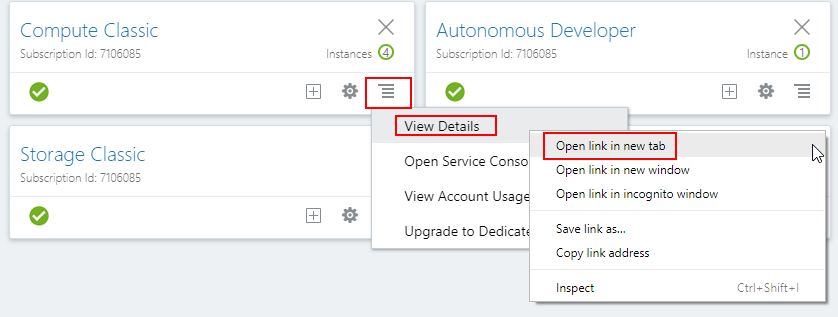 Compute Classic
Subscription Id: 7106085
Instances 4
Autonomous Developer
Subscription Id: 7106085
Instance 1
Storage Classic
Subscription Id: 7106085
View Details
Open Service Conso
View Account Usage
Upgrade to Dedicate
Open link in new tab
Open link in new window
Open link in incognito window
Save link as...
Copy link address
Inspect Ctrl+Shift+I